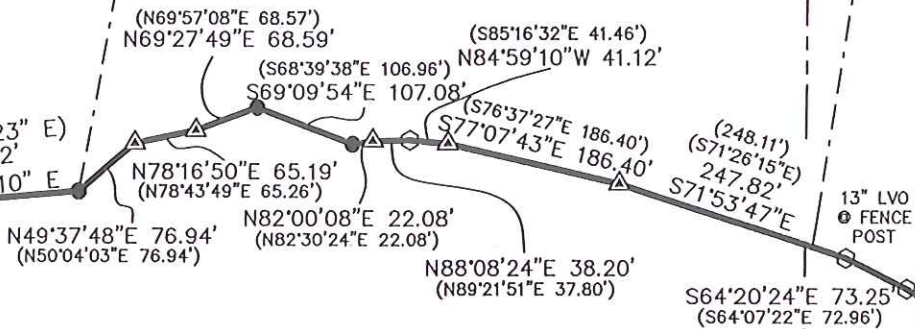 (N69°57'08"E 68.57')
N69°27'49"E 68.59'
(S85°16'32"E 41.46')
N84°59'10"W 41.12'
(S68°39'38"E 106.96')
S69°09'54"E 107.08'
(S76°37'27"E 186.40')
S77°07'43"E 186.40'
(248.11')
(S71°26'15"E)
247.82'
S71°53'47"E
23" E)
2'
10" E
N78°16'50"E 65.19'
(N78°43'49"E 65.26')
13" LVO
FENCE
POST
N49°37'48"E 76.94'
(N50°04'03"E 76.94')
N82°00'08"E 22.08'
(N82°30'24"E 22.08')
N88°08'24"E 38.20'
(N89°21'51"E 37.80')
S64°20'24"E 73.25'
(S64°07'22"E 72.96')